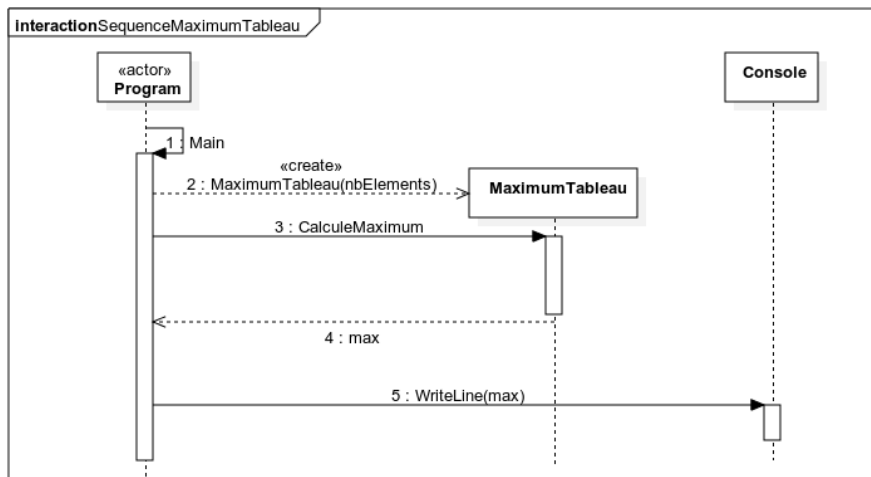 interactionSequenceMaximumTableau
«actor»
Program
Console
1 : Main
«create»
2 : MaximumTableau(nbElements)
MaximumTableau
3 : CalculeMaximum
4 : max
5 : WriteLine(max)